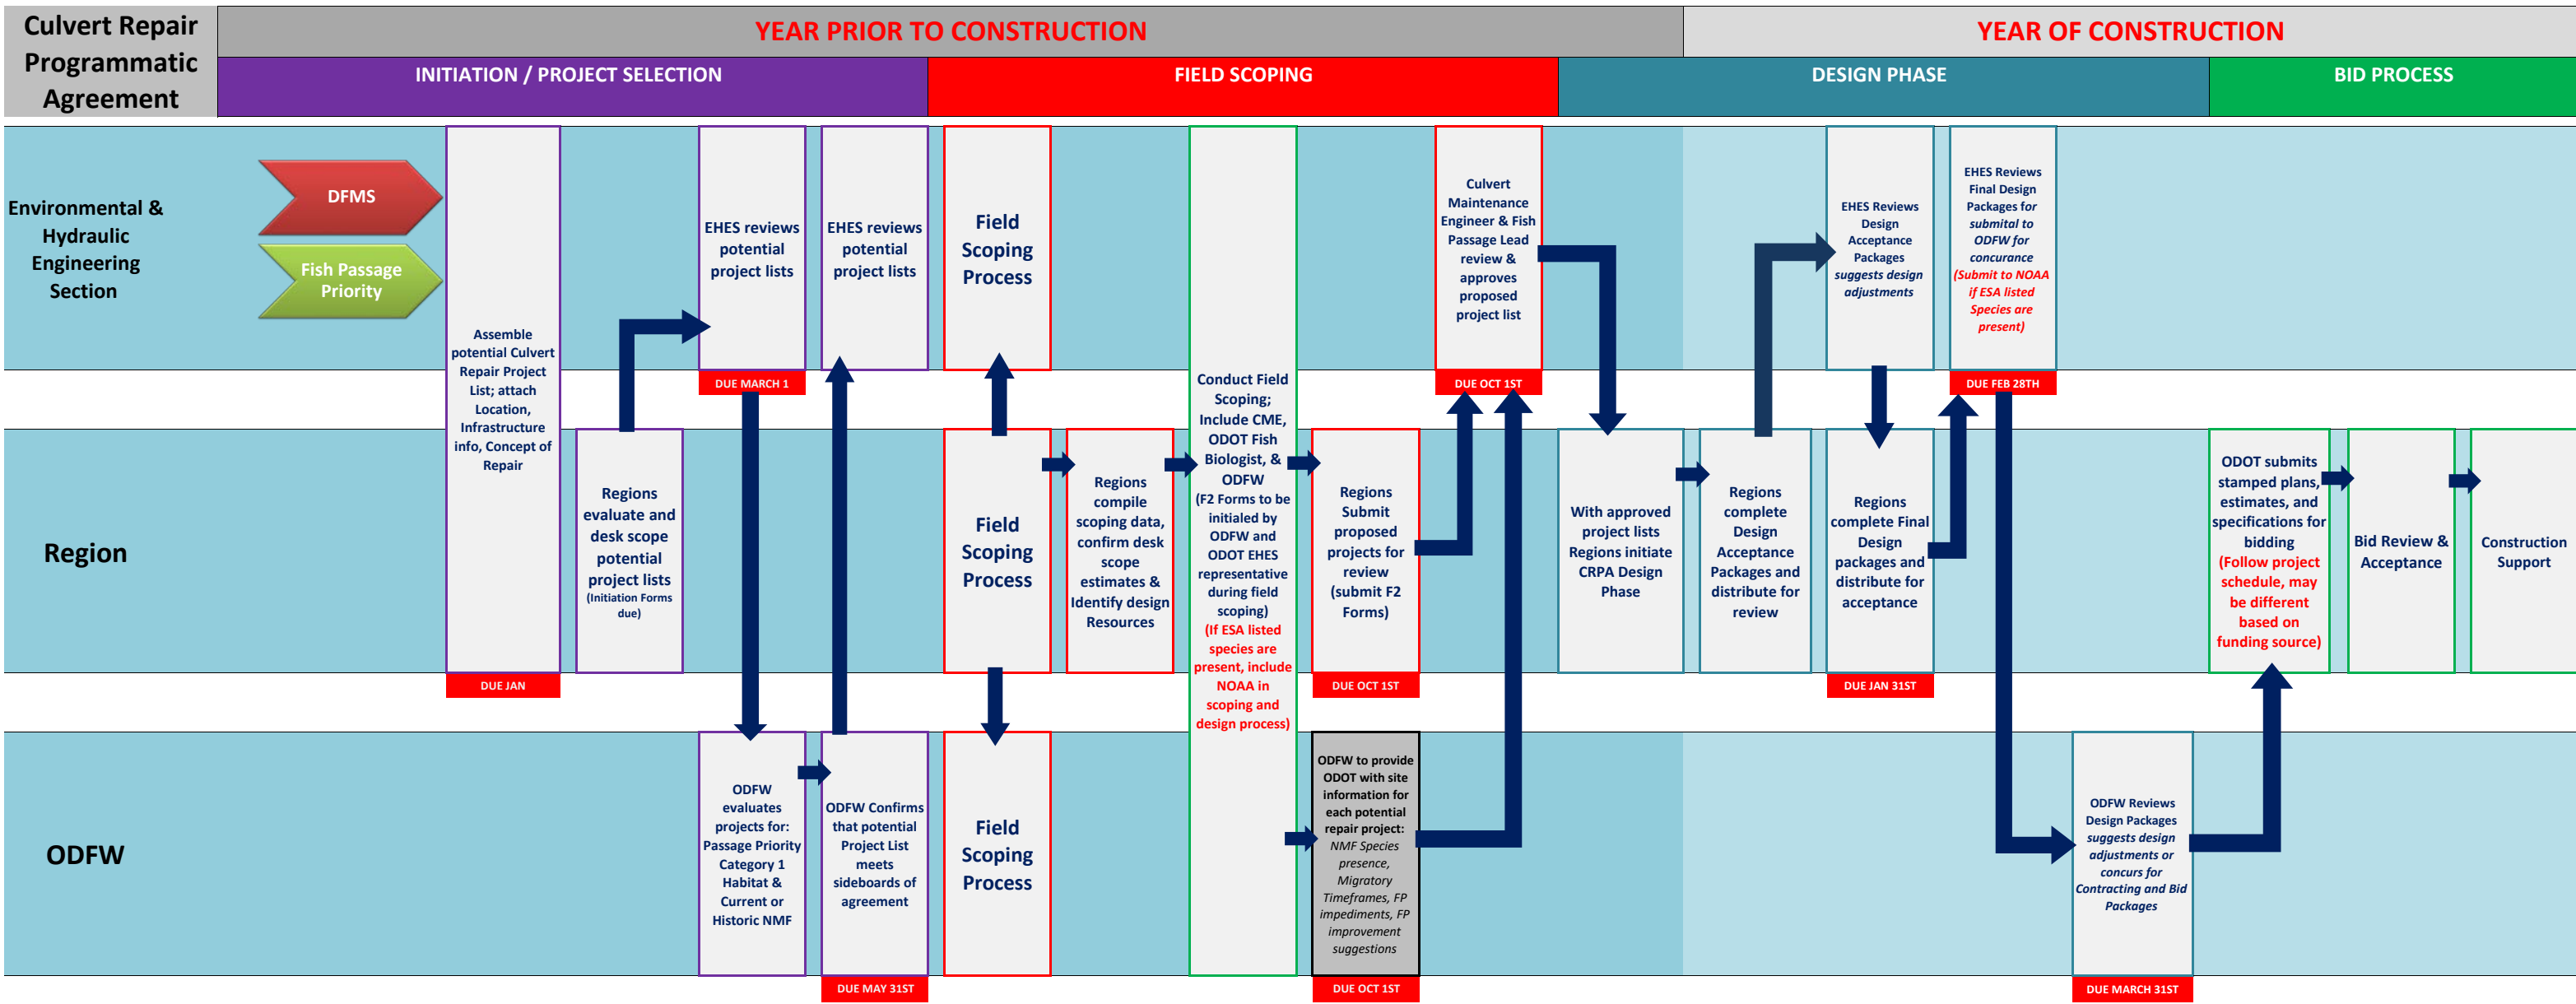 Culvert Repair
Programmatic
Agreement
YEAR PRIOR TO CONSTRUCTION
YEAR OF CONSTRUCTION
INITIATION / PROJECT SELECTION
FIELD SCOPING
DESIGN PHASE
BID PROCESS
Environmental &
Hydraulic
Engineering
Section
DFMS
Fish Passage
Priority
Assemble
potential Culvert
Repair Project
List; attach
Location,
Infrastructure
info, Concept of
Repair
DUE JAN
EHES reviews
potential
project lists
DUE MARCH 1
EHES reviews
potential
project lists
Field
Scoping
Process
Conduct Field
Scoping;
Include CME,
ODOT Fish
Biologist, &
ODFW
(F2 Forms to be
initialed by
ODFW and
ODOT EHES
representative
during field
scoping)
(If ESA listed
species are
present, include
NOAA in
scoping and
design process)
Culvert
Maintenance
Engineer & Fish
Passage Lead
review &
approves
proposed
project list
DUE OCT 1ST
EHES Reviews
Design
Acceptance
Packages
suggests design
adjustments
EHES Reviews
Final Design
Packages for
submital to
ODFW for
concurance
(Submit to NOAA
if ESA listed
Species are
present)
DUE FEB 28TH
Region
Regions
evaluate and
desk scope
potential
project lists
(Initiation Forms
due)
Field
Scoping
Process
Regions
compile
scoping data,
confirm desk
scope
estimates &
Identify design
Resources
Regions
Submit
proposed
projects for
review
(submit F2
Forms)
DUE OCT 1ST
With approved
project lists
Regions initiate
CRPA Design
Phase
Regions
complete
Design
Acceptance
Packages and
distribute for
review
Regions
complete Final
Design
packages and
distribute for
acceptance
DUE JAN 31ST
ODOT submits
stamped plans,
estimates, and
specifications for
bidding
(Follow project
schedule, may
be different
based on
funding source)
Bid Review &
Acceptance
Construction
Support
ODFW
ODFW
evaluates
projects for:
Passage Priority
Category 1
Habitat &
Current or
Historic NMF
ODFW Confirms
that potential
Project List
meets
sideboards of
agreement
DUE MAY 31ST
Field
Scoping
Process
ODFW to provide
ODOT with site
information for
each potential
repair project:
NMF Species
presence,
Migratory
Timeframes, FP
impediments, FP
improvement
suggestions
DUE OCT 1ST
ODFW Reviews
Design Packages
suggests design
adjustments or
concurs for
Contracting and Bid
Packages
DUE MARCH 31ST